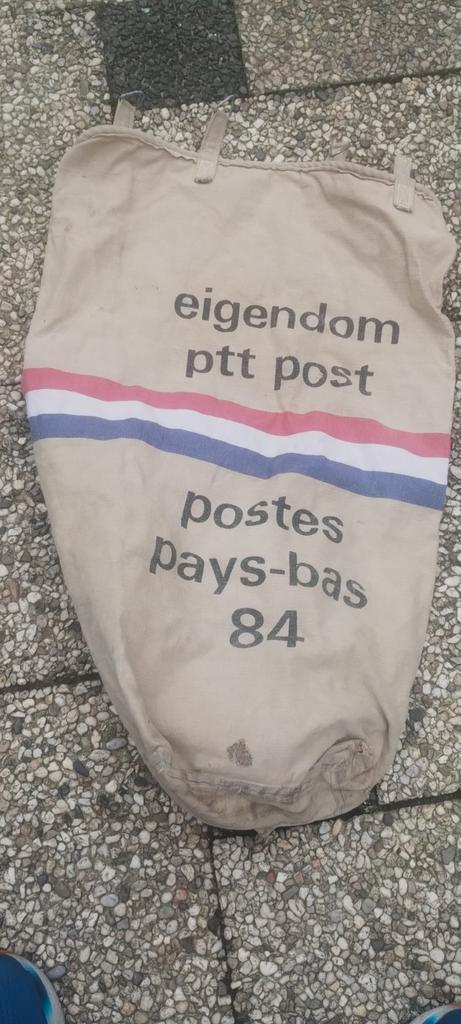 eigendom
ptt post
postes
pays-bas
84